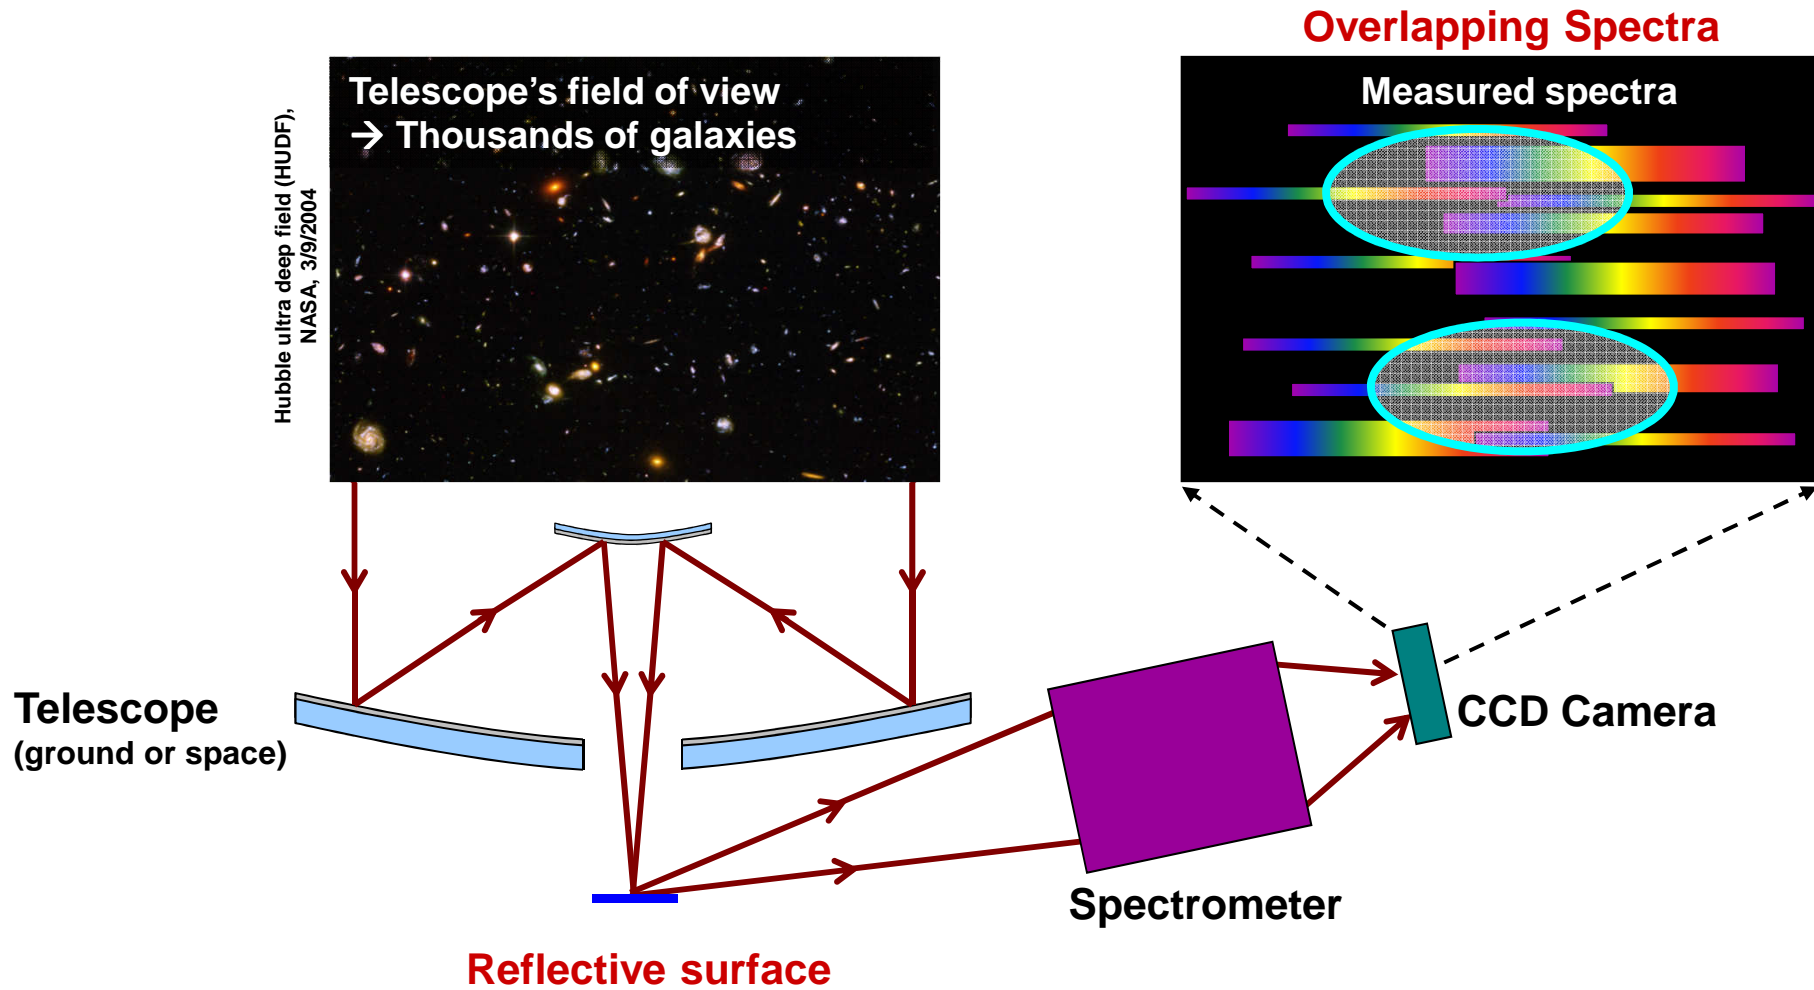 Overlapping Spectra
Telescope’s field of view
→ Thousands of galaxies
Measured spectra
Hubble ultra deep field (HUDF),
NASA, 3/9/2004
Telescope
(ground or space)
CCD Camera
Spectrometer
Reflective surface